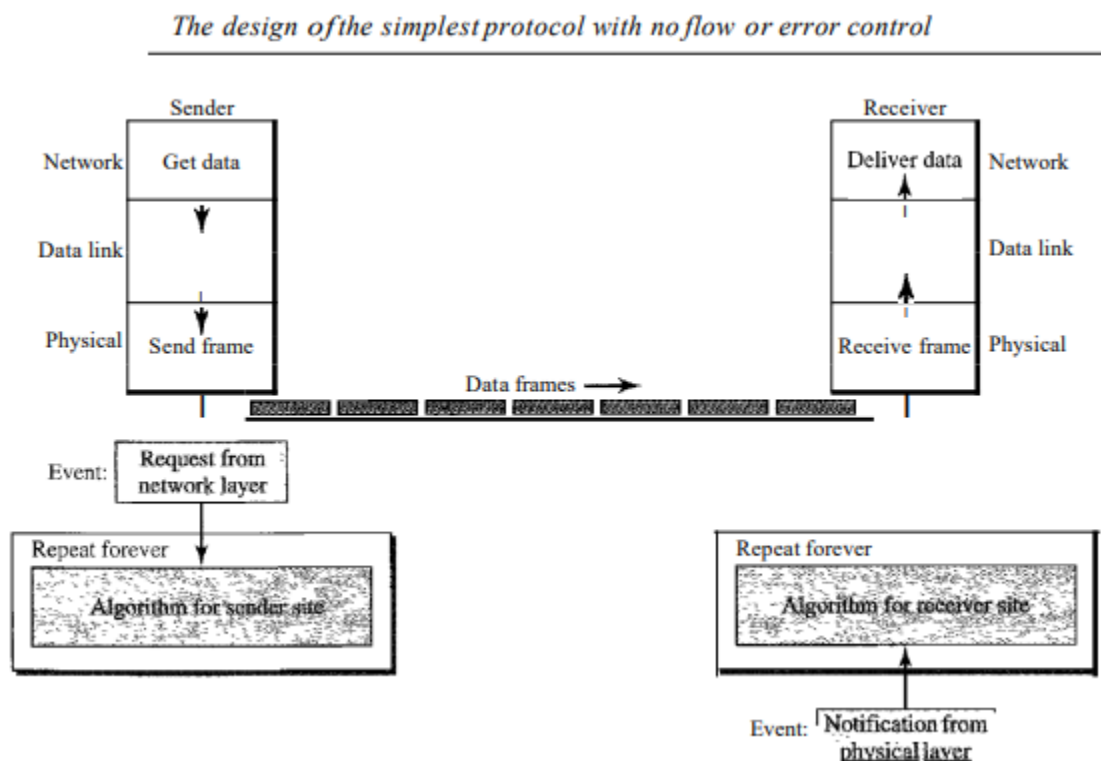 The design of the simplest protocol with no flow or error control
Sender
Receiver
Network
Get data
Deliver data
Network
Data link
Data link
Physical
Send frame
Receive frame
Physical
Data frames
Event:
Request from
network layer
Repeat forever
Algorithm for sender site
Repeat forever
Algorithm for receiver site
Event:
Notification from
physical layer